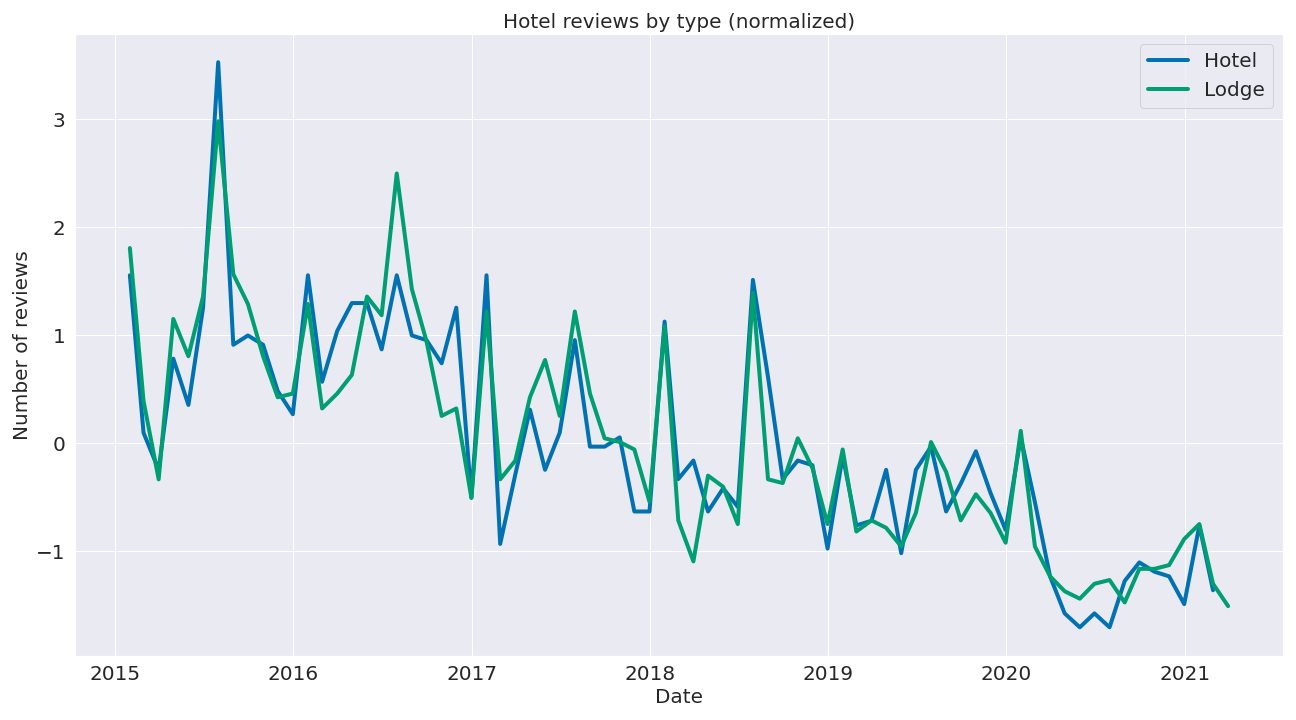 Hotel reviews by type (normalized)
Hotel
Lodge
Number of reviews
3
2
1
0
−1
2015 2016 2017 2018 2019 2020 2021
Date